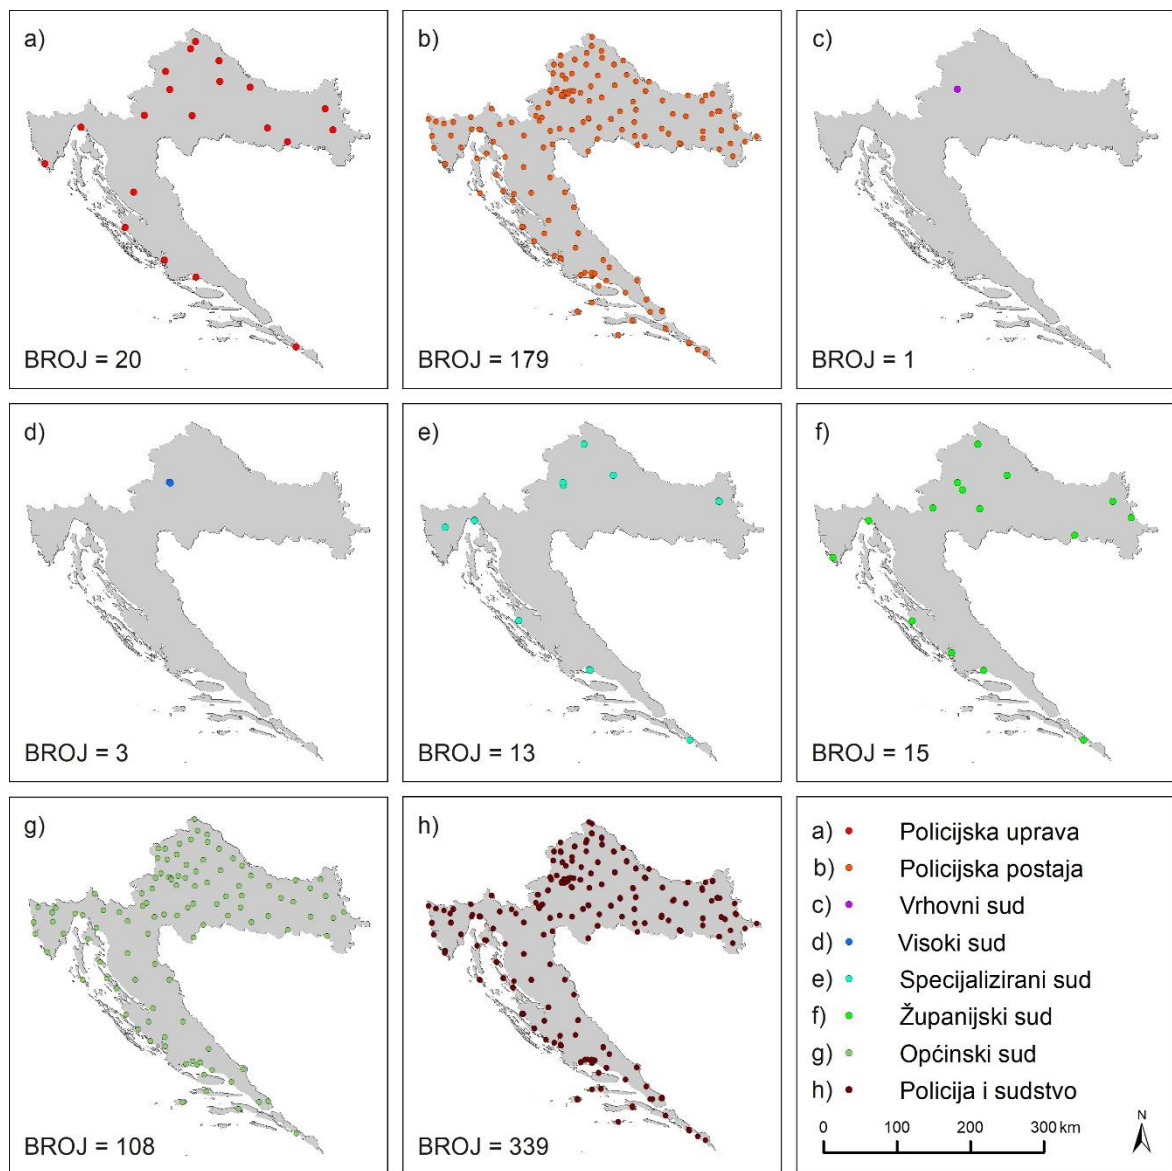 a)
BROJ = 20
b)
BROJ = 179
c)
BROJ = 1
d)
BROJ = 3
e)
BROJ = 13
f)
BROJ = 15
g)
BROJ = 108
h)
BROJ = 339
a) Policijska uprava
b) Policijska postaja
c) Vrhovni sud
d) Visoki sud
e) Specijalizirani sud
f) Županijski sud
g) Općinski sud
h) Policija i sudstvo
0 100 200 300 km
N